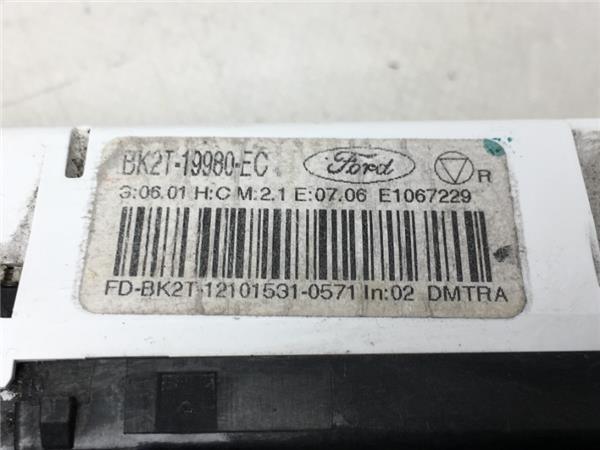 BK2T-19980-EC Ford R
S:06.01 H:C M:2.1 E:07.06 E1067229
FD-BK2T-12101531-0571 In:02 DMTRA